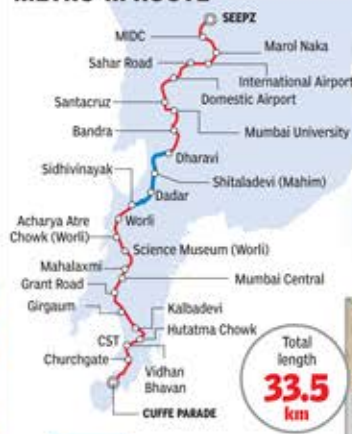 SEEPZ
MIDC
Marol Naka
Sahar Road
International Airport
Domestic Airport
Santacruz
Mumbai University
Bandra
Dharavi
Sidhivinayak
Shitaladevi (Mahim)
Dadar
Worli
Acharya Atre
Chowk (Worli)
Science Museum (Worli)
Mahalaxmi
Mumbai Central
Grant Road
Girgaum
Kalbadevi
Hutatma Chowk
CST
Churchgate
Vidhan
Bhavan
CUFFE PARADE
Total
length
33.5
km